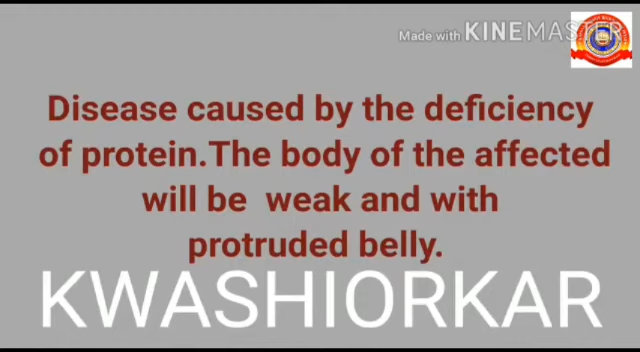 Made with KINEMASTER
Disease caused by the deficiency
of protein.The body of the affected
will be weak and with
protruded belly.
KWASHIORKAR